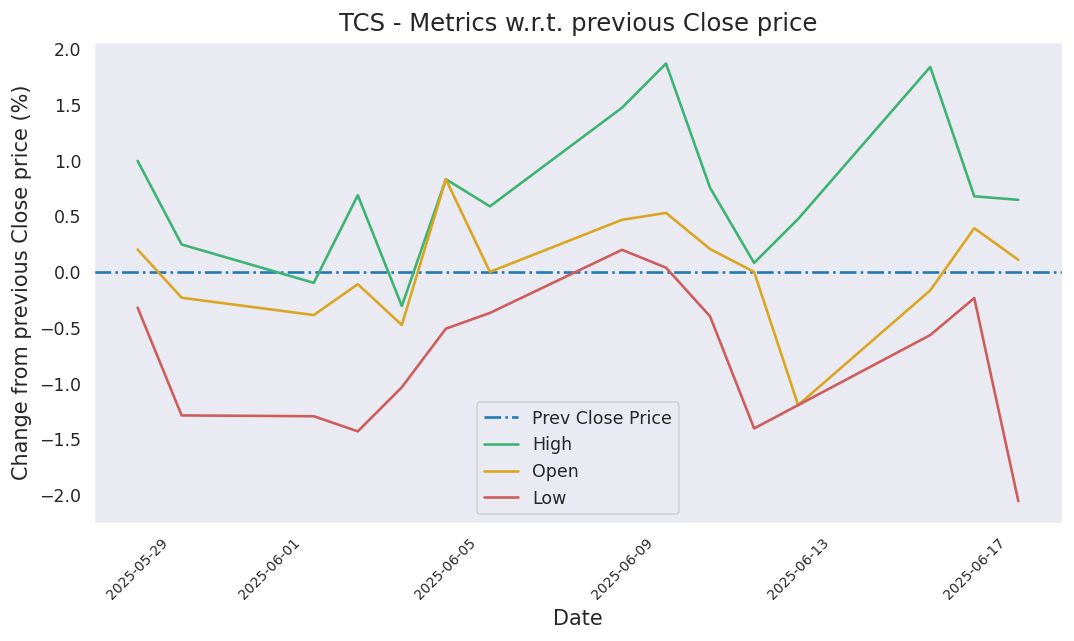 TCS - Metrics w.r.t. previous Close price
Change from previous Close price (%)
2.0
1.5
1.0
0.5
0.0
−0.5
−1.0
−1.5
−2.0
Prev Close Price
High
Open
Low
2025-05-29
2025-06-01
2025-06-05
2025-06-09
2025-06-13
2025-06-17
Date